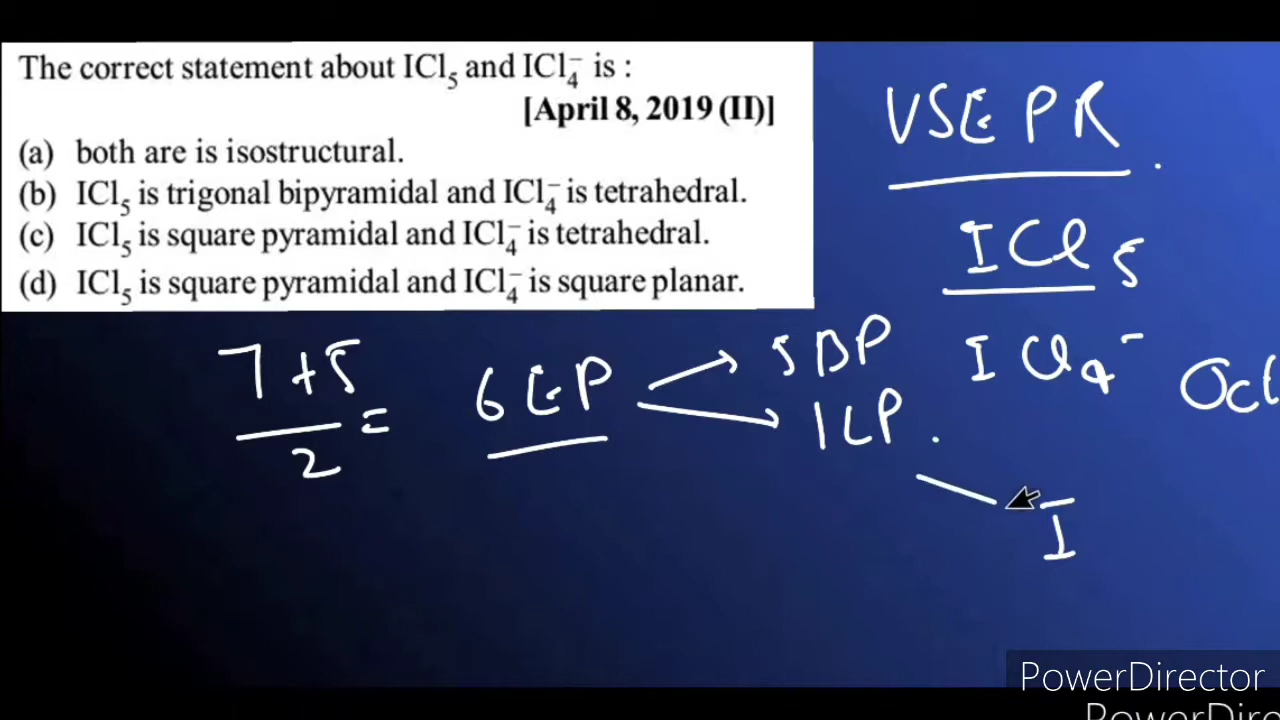 The correct statement about ICl₅ and ICl₄⁻ is :
[April 8, 2019 (II)]
(a) both are is isostructural.
(b) ICl₅ is trigonal bipyramidal and ICl₄⁻ is tetrahedral.
(c) ICl₅ is square pyramidal and ICl₄⁻ is tetrahedral.
(d) ICl₅ is square pyramidal and ICl₄⁻ is square planar.
VSEPR
ICl₅
ICl₄⁻ Oct
7+5
2
= 6EP
5BP
1LP.
I
PowerDirector
PowerDire